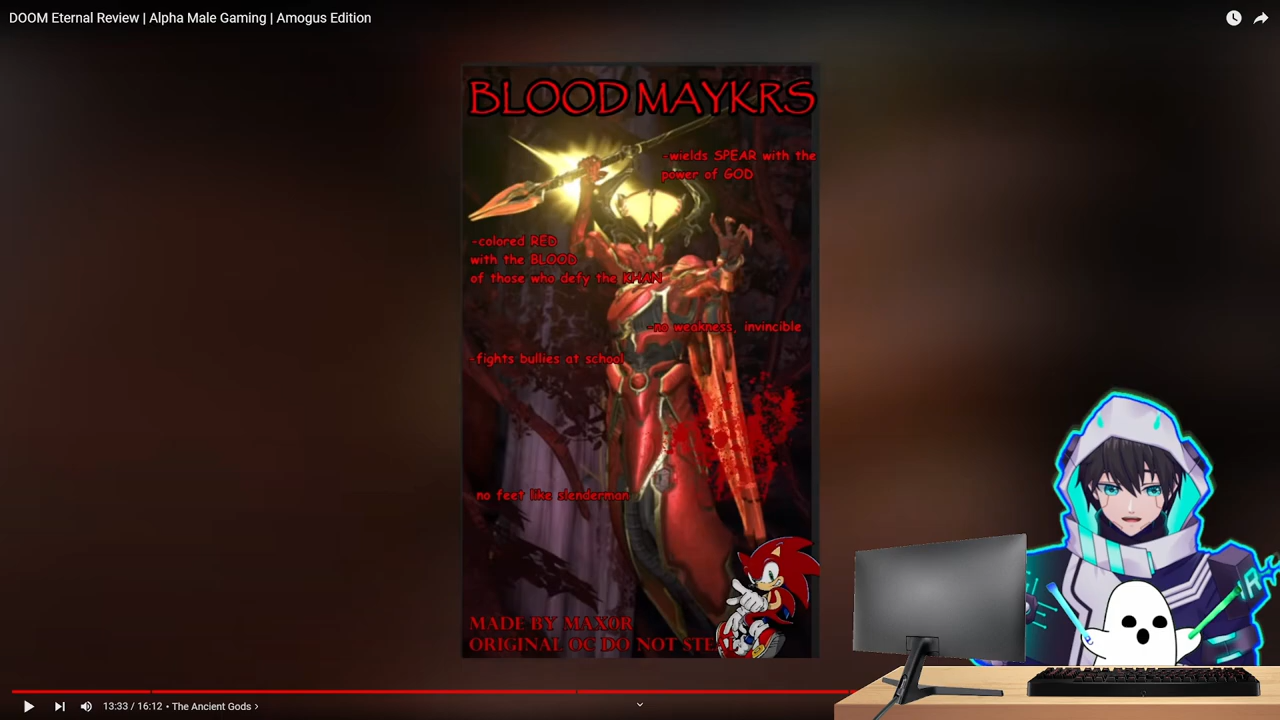 DOOM Eternal Review | Alpha Male Gaming | Amogus Edition
BLOOD MAYKRS
-wields SPEAR with the
power of GOD
-colored RED
with the BLOOD
of those who defy the KHAN
-no weakness, invincible
-fights bullies at school
no feet like slenderman
MADE BY MAX0R
ORIGINAL OC DO NOT STEA
13:33 / 16:12 • The Ancient Gods ›
R